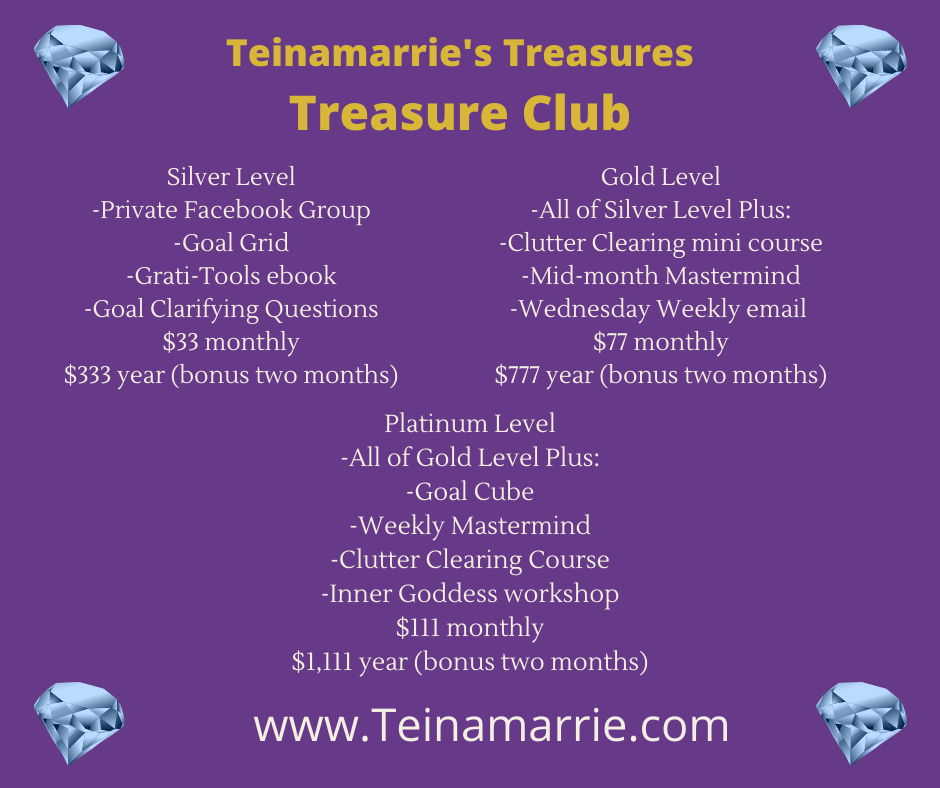 Teinamarrie's Treasures
Treasure Club
Silver Level
-Private Facebook Group
-Goal Grid
-Grati-Tools ebook
-Goal Clarifying Questions
$33 monthly
$333 year (bonus two months)
Gold Level
-All of Silver Level Plus:
-Clutter Clearing mini course
-Mid-month Mastermind
-Wednesday Weekly email
$77 monthly
$777 year (bonus two months)
Platinum Level
-All of Gold Level Plus:
-Goal Cube
-Weekly Mastermind
-Clutter Clearing Course
-Inner Goddess workshop
$111 monthly
$1,111 year (bonus two months)
www.Teinamarrie.com